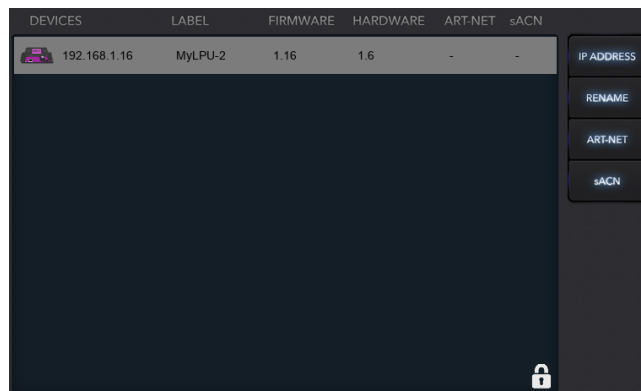 DEVICES LABEL FIRMWARE HARDWARE ART-NET sACN
192.168.1.16 MyLPU-2 1.16 1.6 - -
IP ADDRESS
RENAME
ART-NET
sACN